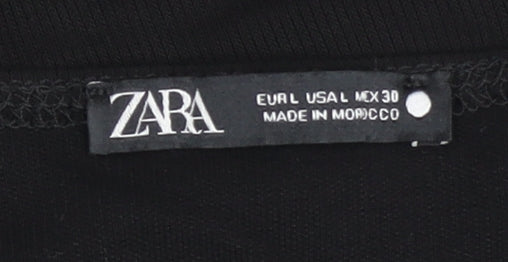 ZARA
EUR L USA L MEX 30
MADE IN MOROCCO